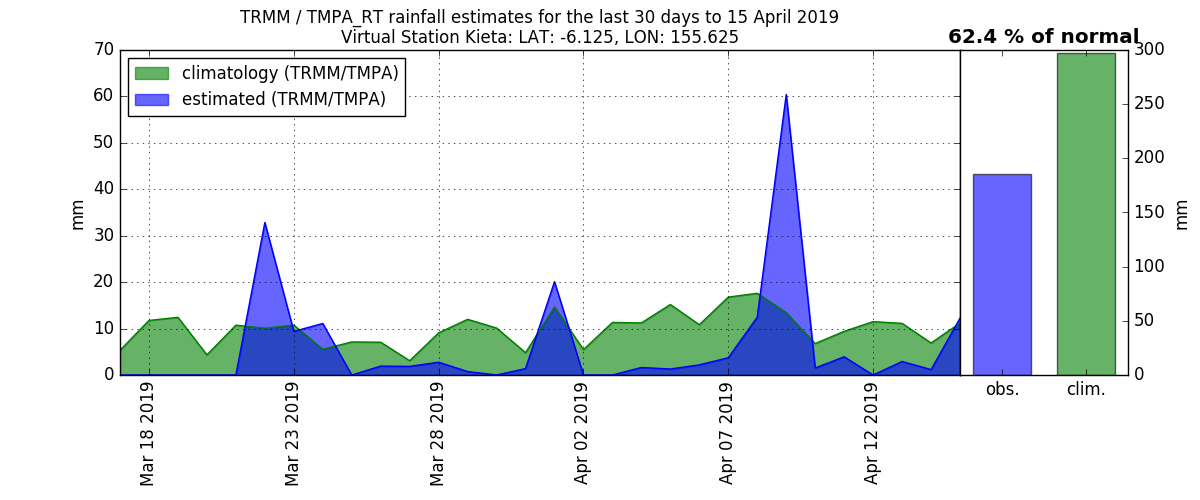 TRMM / TMPA_RT rainfall estimates for the last 30 days to 15 April 2019
Virtual Station Kieta: LAT: -6.125, LON: 155.625
62.4 % of normal
climatology (TRMM/TMPA)
estimated (TRMM/TMPA)
70
60
50
40
30
20
10
0
mm
Mar 18 2019
Mar 23 2019
Mar 28 2019
Apr 02 2019
Apr 07 2019
Apr 12 2019
obs.
clim.
300
250
200
150
100
50
0
mm